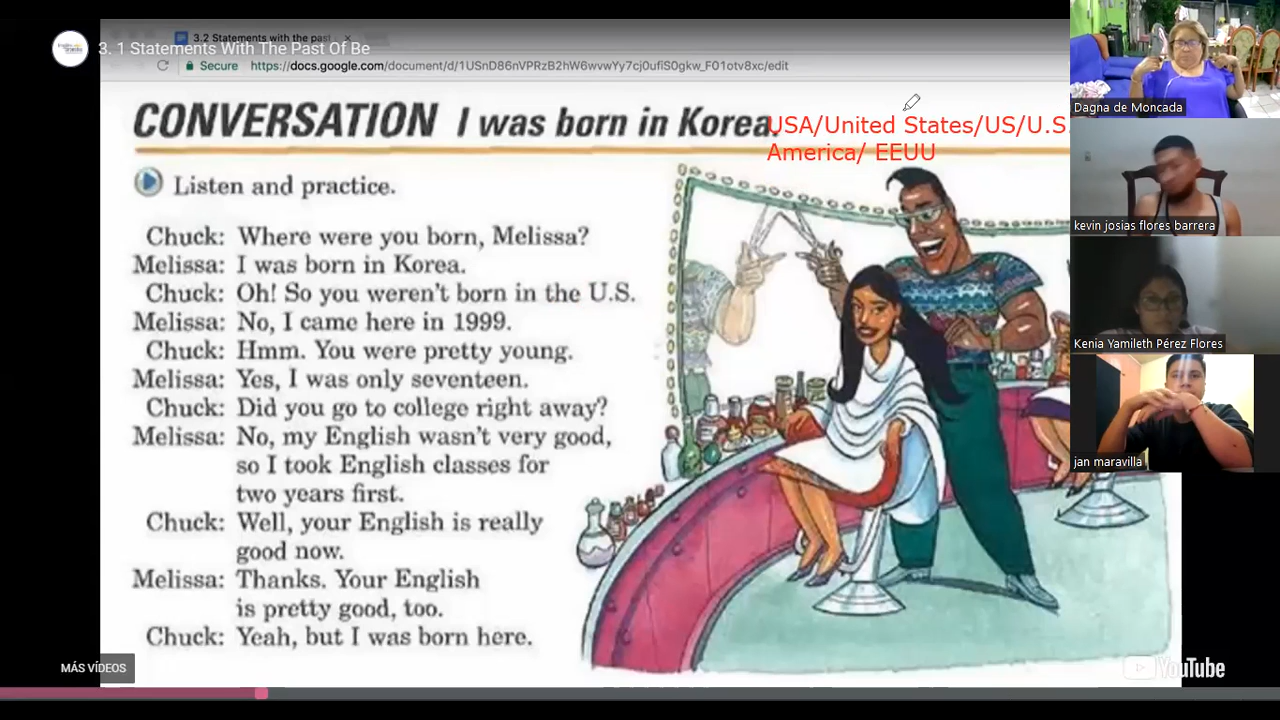 3. 1 Statements With The Past Of Be
3.2 Statements with the past
Secure
https://docs.google.com/document/d/1USnD86nVPRzB2hW6wvwYy7cj0uflS0gkw_F01otv8xc/edit
CONVERSATION I was born in Korea.
USA/United States/US/U.S.
America/ EEUU
Listen and practice.
Chuck: Where were you born, Melissa?
Melissa: I was born in Korea.
Chuck: Oh! So you weren't born in the U.S.
Melissa: No, I came here in 1999.
Chuck: Hmm. You were pretty young.
Melissa: Yes, I was only seventeen.
Chuck: Did you go to college right away?
Melissa: No, my English wasn't very good,
so I took English classes for
two years first.
Chuck: Well, your English is really
good now.
Melissa: Thanks. Your English
is pretty good, too.
Chuck: Yeah, but I was born here.
MÁS VÍDEOS
YouTube
Dagna de Moncada
kevin josias flores barrera
Kenia Yamileth Pérez Flores
jan maravilla